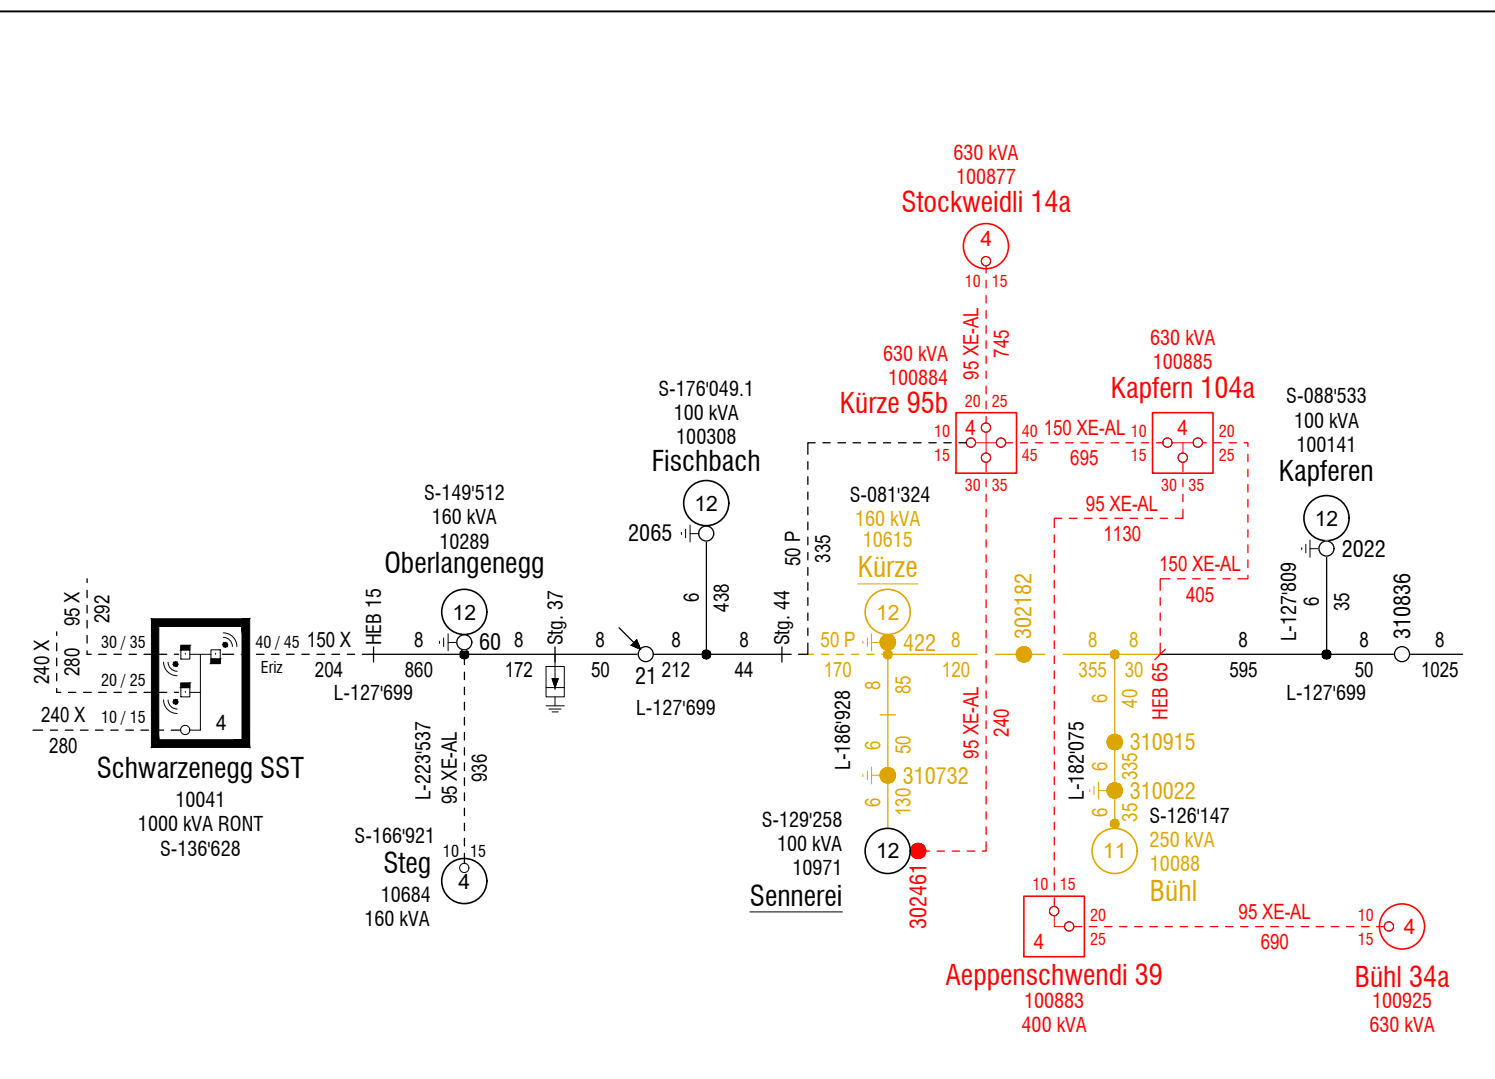 630 kVA
100877
Stockweidli 14a
4
10 15
95 XE-AL
745
630 kVA
100884
Kürze 95b
20 25
10
15
4
40
45
30 35
150 XE-AL
695
630 kVA
100885
Kapfern 104a
10
15
4
20
25
30 35
95 XE-AL
1130
150 XE-AL
405
S-088'533
100 kVA
100141
Kapferen
12
2022
L-127'809
6
35
310836
S-176'049.1
100 kVA
100308
Fischbach
12
2065
6
438
S-149'512
160 kVA
10289
Oberlangenegg
12
60
50 P
335
S-081'324
160 kVA
10615
Kürze
12
422
302182
95 X
292
240 X
280
30 / 35
20 / 25
240 X
10 / 15
280
4
40 / 45
Eriz
150 X
204
HEB 15
8
860
L-127'699
8
172
Stg. 37
8
50
21
8
212
L-127'699
8
44
Stg. 44
50 P
170
8
120
8
355
8
30
HEB 65
8
595
8
50
L-127'699
8
1025
Schwarzenegg SST
10041
1000 kVA RONT
S-136'628
L-223'537
95 XE-AL
936
S-166'921
Steg
10684
160 kVA
10 15
4
L-186'928
8
85
6
50
310732
6
130
S-129'258
100 kVA
10971
Sennerei
12
302461
95 XE-AL
240
6
40
310915
L-182'075
6
335
310022
6
35
S-126'147
250 kVA
10088
Bühl
11
10 15
4
20
25
Aeppenschwendi 39
100883
400 kVA
95 XE-AL
690
10
15
4
Bühl 34a
100925
630 kVA